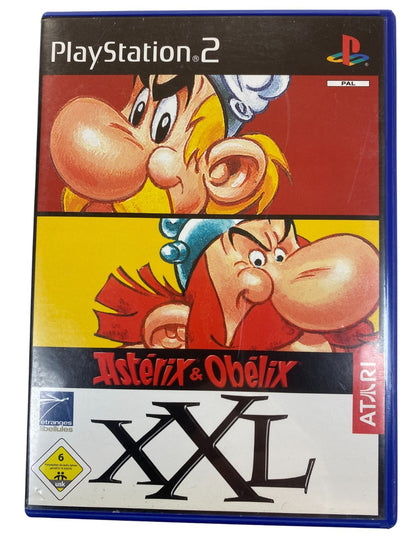 PlayStation®2
PAL
Astérix & Obélix
XXL
ATARI
étranges
libellules
6
usk